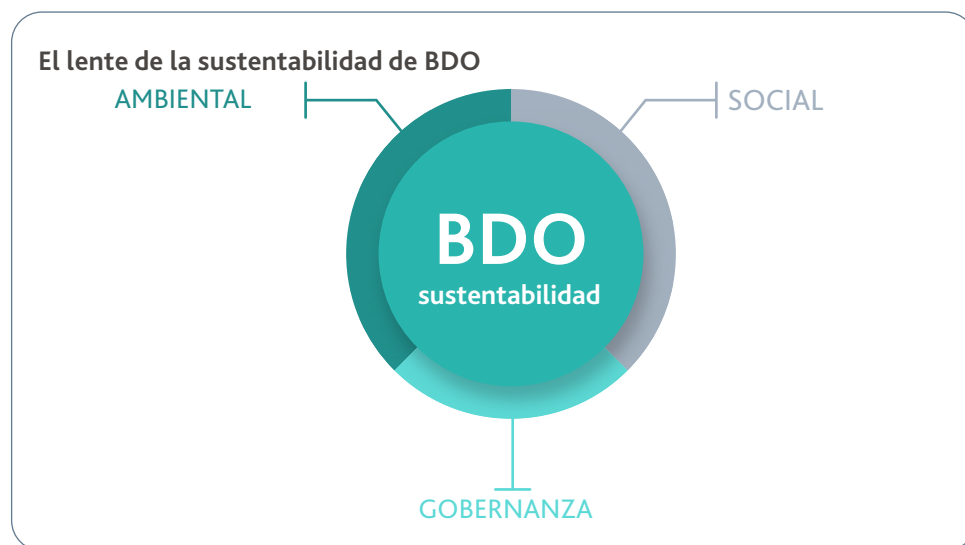 El lente de la sustentabilidad de BDO
AMBIENTAL
SOCIAL
BDO
sustentabilidad
GOBERNANZA